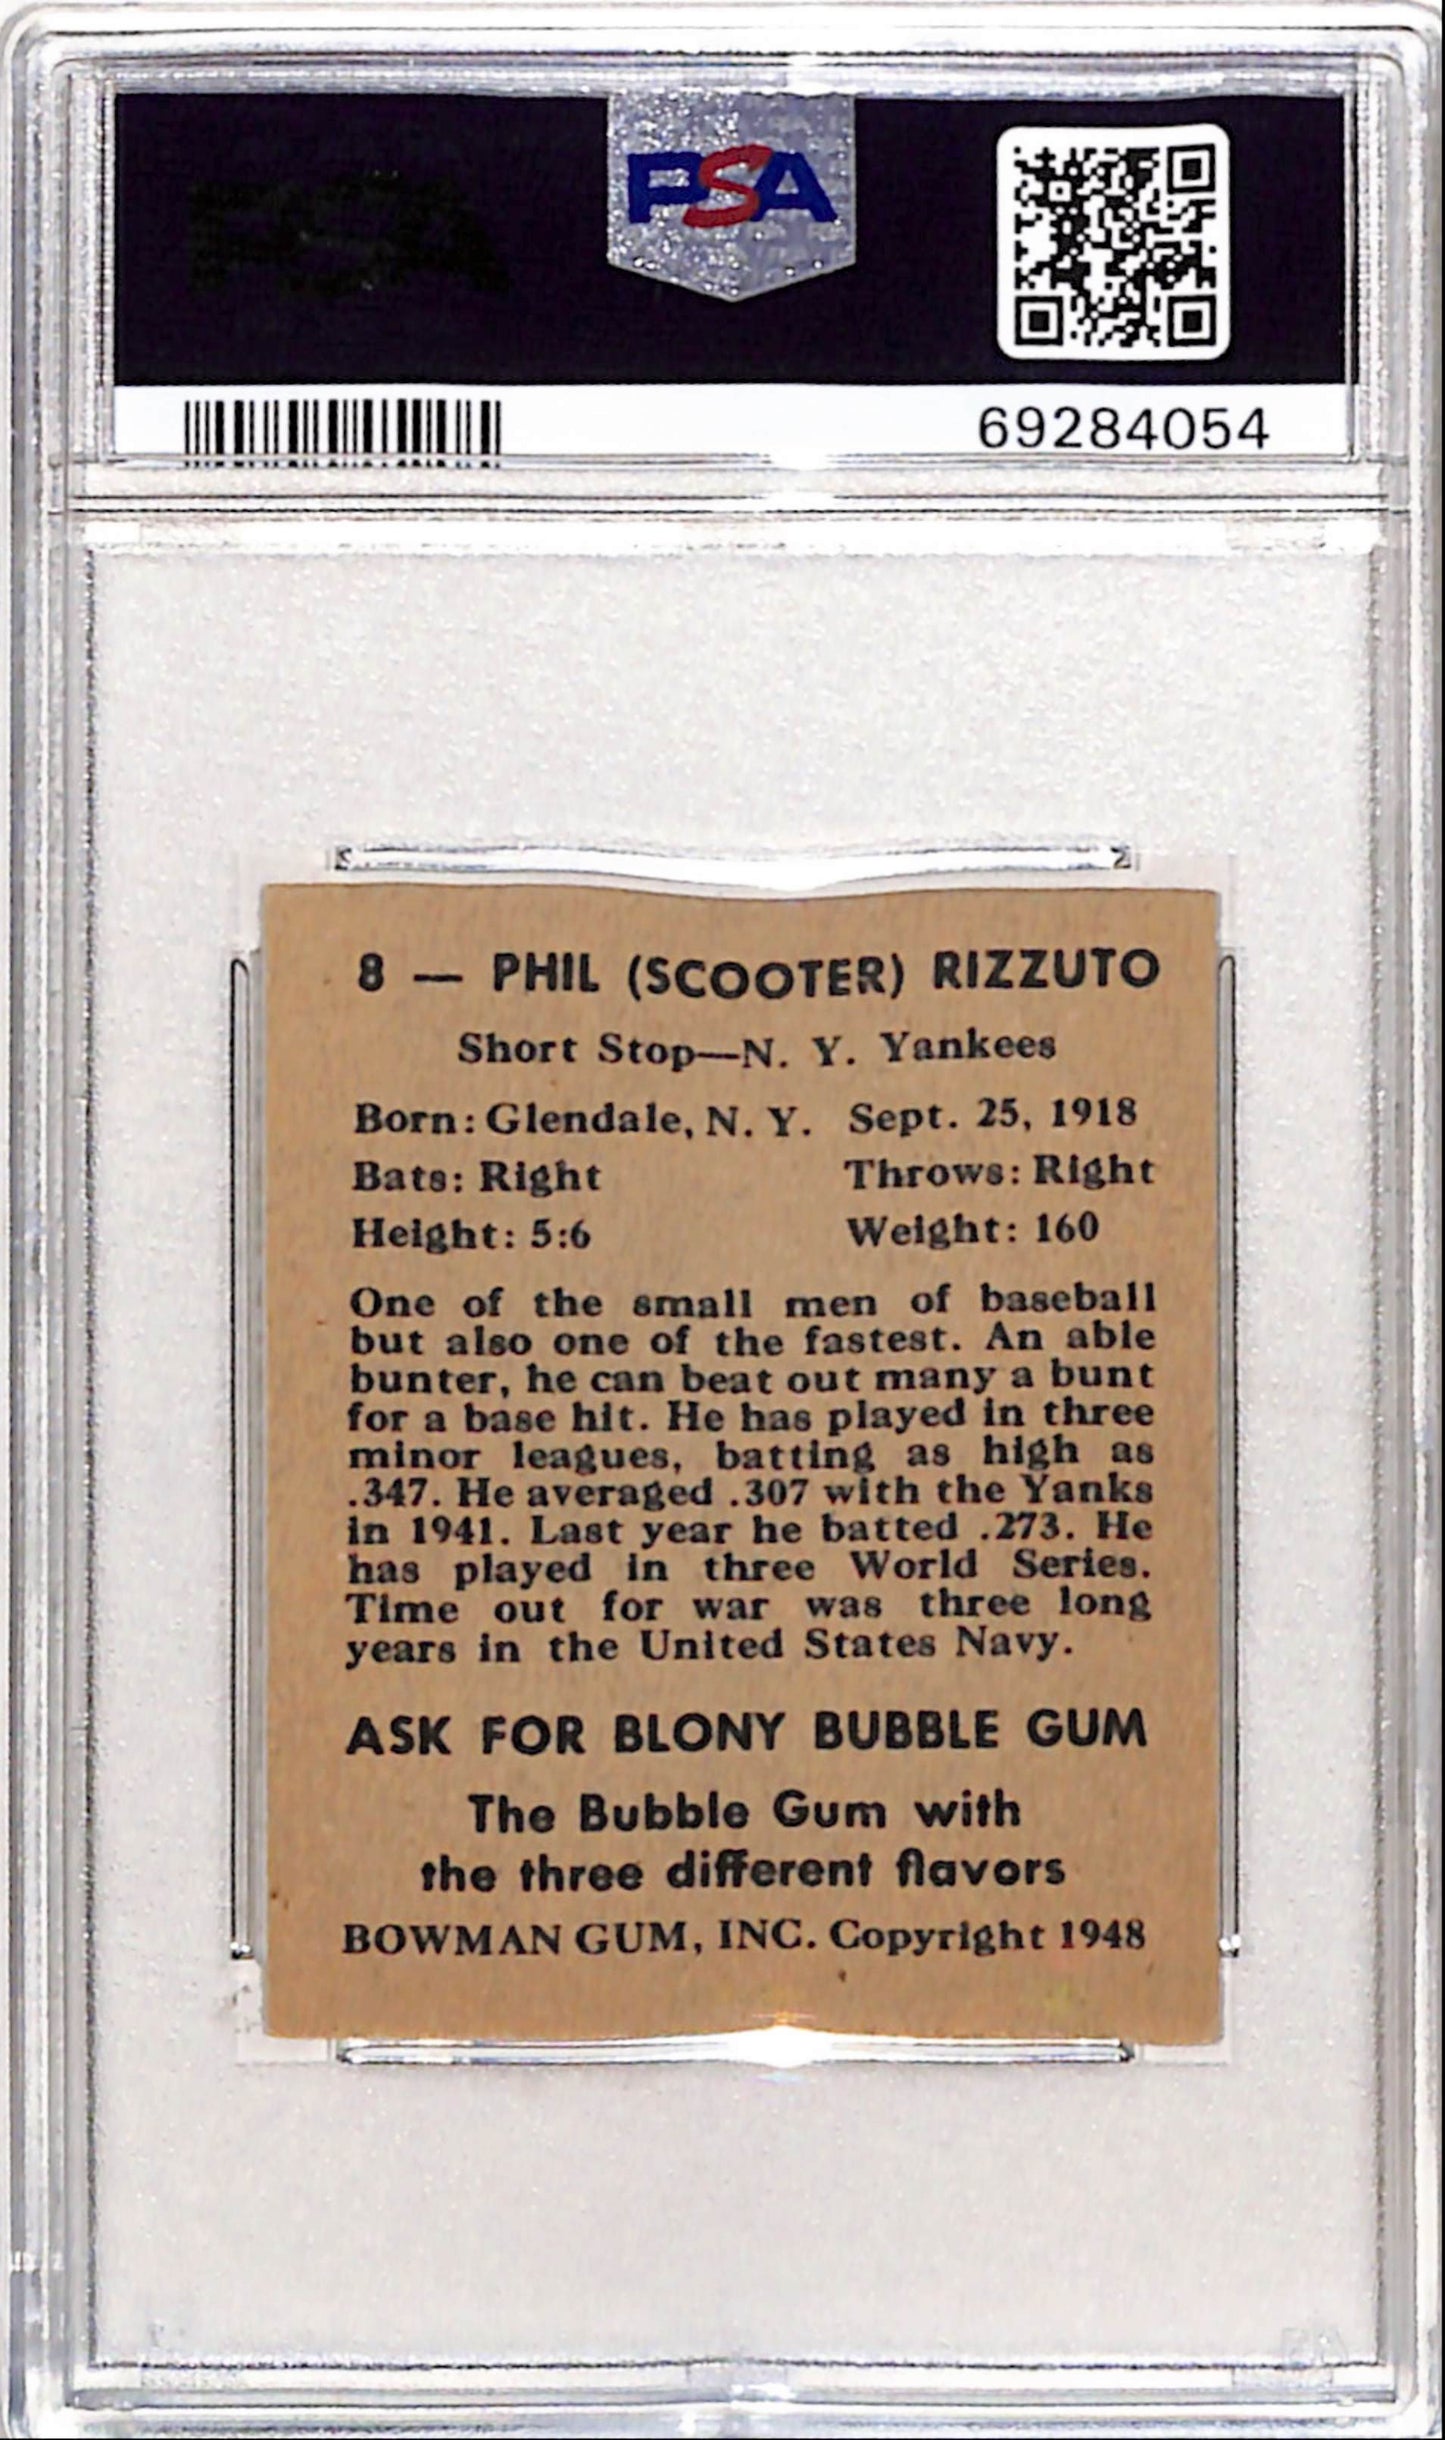 PSA
69284054
8 — PHIL (SCOOTER) RIZZUTO
Short Stop—N. Y. Yankees
Born: Glendale, N. Y. Sept. 25, 1918
Bats: Right Throws: Right
Height: 5:6 Weight: 160
One of the small men of baseball
but also one of the fastest. An able
bunter, he can beat out many a bunt
for a base hit. He has played in three
minor leagues, batting as high as
.347. He averaged .307 with the Yanks
in 1941. Last year he batted .273. He
has played in three World Series.
Time out for war was three long
years in the United States Navy.
ASK FOR BLONY BUBBLE GUM
The Bubble Gum with
the three different flavors
BOWMAN GUM, INC. Copyright 1948